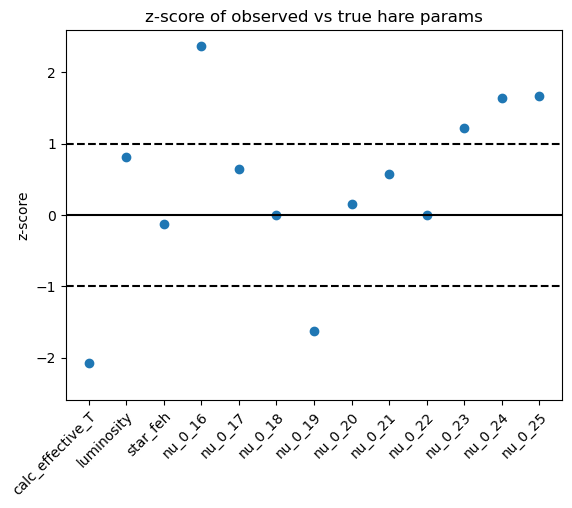 z-score of observed vs true hare params
z-score
2
1
0
−1
−2
calc_effective_T
luminosity
star_feh
nu_0_16
nu_0_17
nu_0_18
nu_0_19
nu_0_20
nu_0_21
nu_0_22
nu_0_23
nu_0_24
nu_0_25